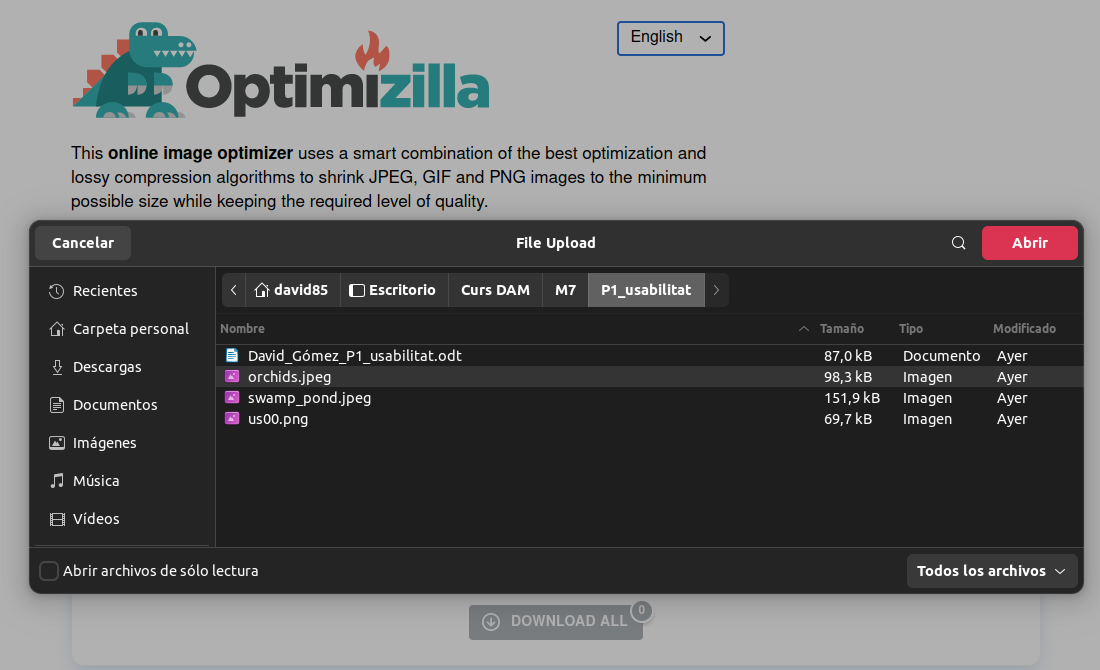 Optimizilla
English
This online image optimizer uses a smart combination of the best optimization and
lossy compression algorithms to shrink JPEG, GIF and PNG images to the minimum
possible size while keeping the required level of quality.
Cancelar File Upload Abrir
Recientes
Carpeta personal
Descargas
Documentos
Imágenes
Música
Vídeos
david85 Escritorio Curs DAM M7 P1_usabilitat
Nombre Tamaño Tipo Modificado
David_Gómez_P1_usabilitat.odt 87,0 kB Documento Ayer
orchids.jpeg 98,3 kB Imagen Ayer
swamp_pond.jpeg 151,9 kB Imagen Ayer
us00.png 69,7 kB Imagen Ayer
Abrir archivos de sólo lectura Todos los archivos
DOWNLOAD ALL 0